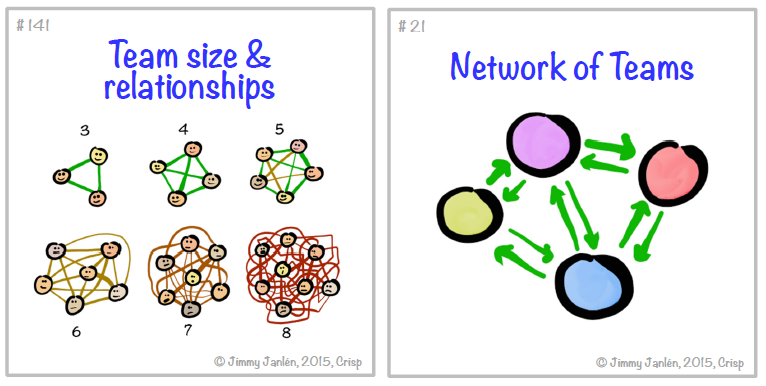 # 141
Team size &
relationships
3
4
5
6
7
8
© Jimmy Janlén, 2015, Crisp
# 21
Network of Teams
© Jimmy Janlén, 2015, Crisp